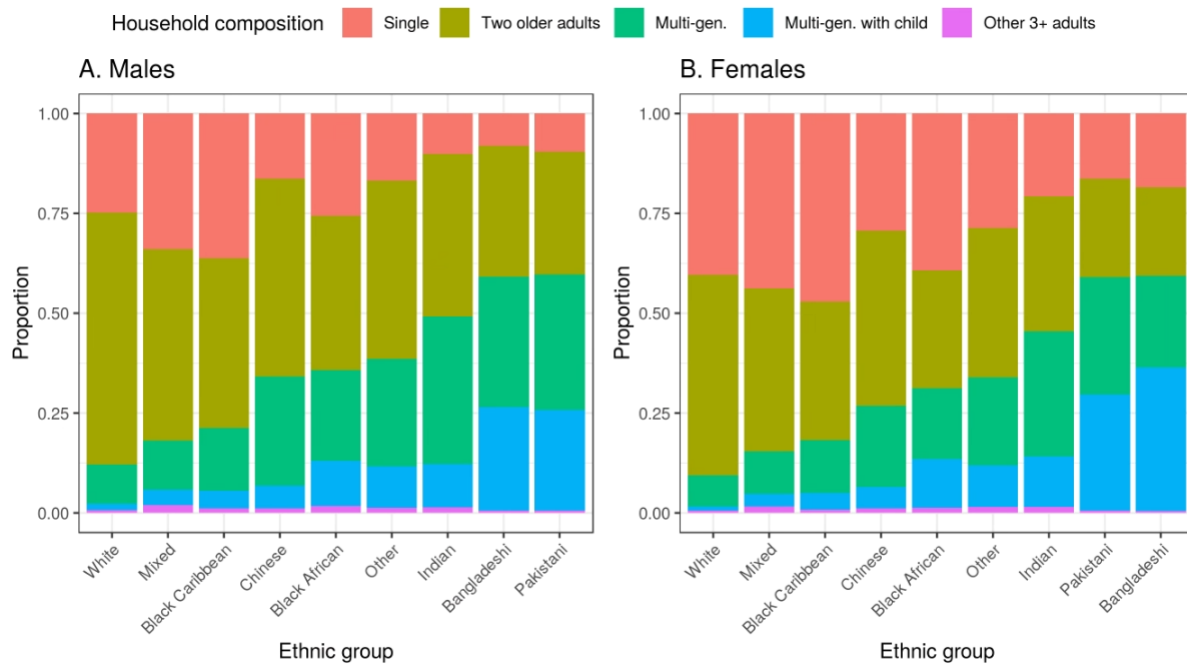 Household composition Single Two older adults Multi-gen. Multi-gen. with child Other 3+ adults
A. Males
Proportion
1.00
0.75
0.50
0.25
0.00
White Mixed Black Caribbean Chinese Black African Other Indian Bangladeshi Pakistani
Ethnic group
B. Females
Proportion
1.00
0.75
0.50
0.25
0.00
White Mixed Black Caribbean Chinese Black African Other Indian Pakistani Bangladeshi
Ethnic group